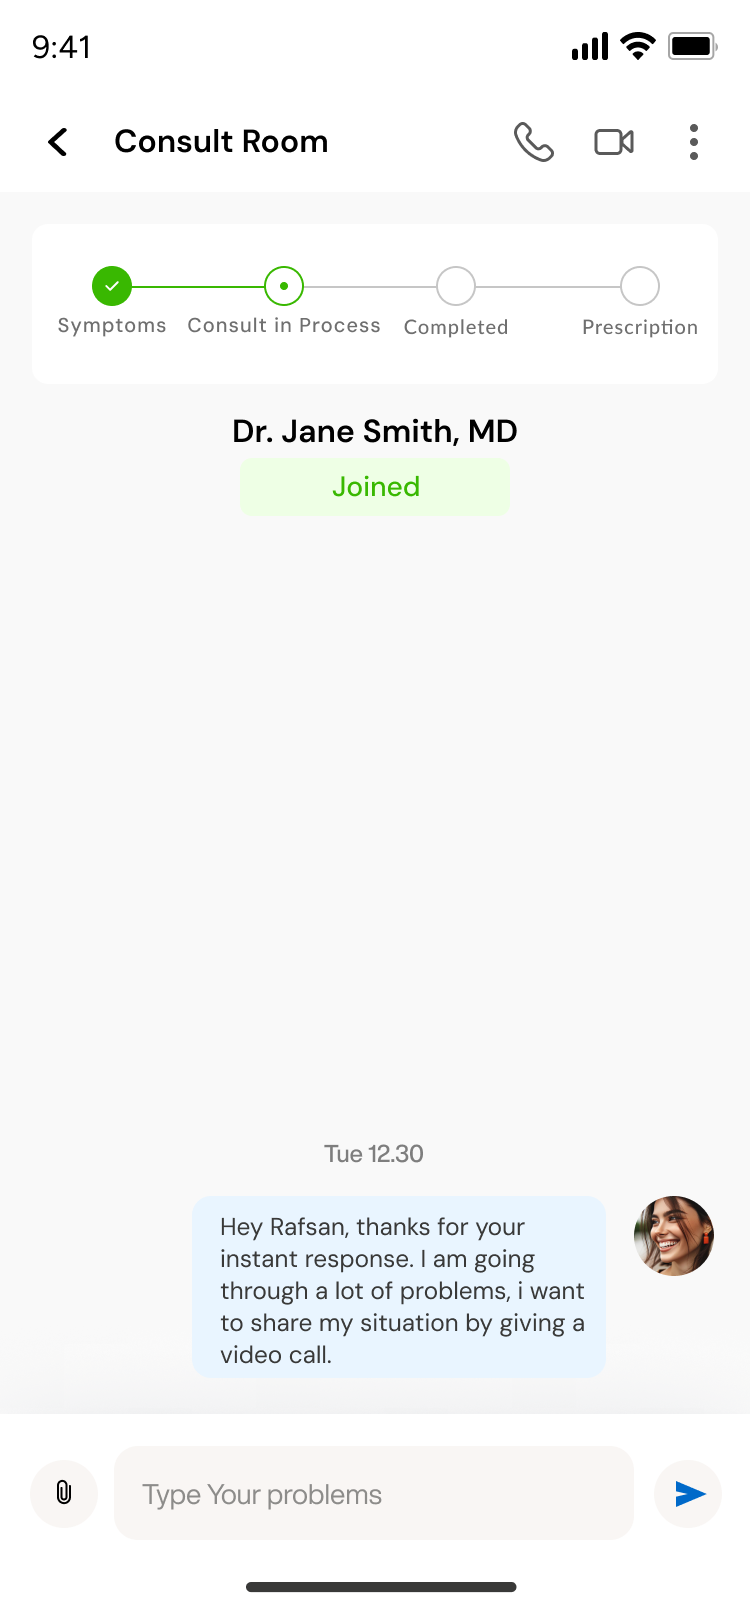 9:41
Consult Room
Symptoms
Consult in Process
Completed
Prescription
Dr. Jane Smith, MD
Joined
Tue 12.30
Hey Rafsan, thanks for your
instant response. I am going
through a lot of problems, i want
to share my situation by giving a
video call.
Type Your problems